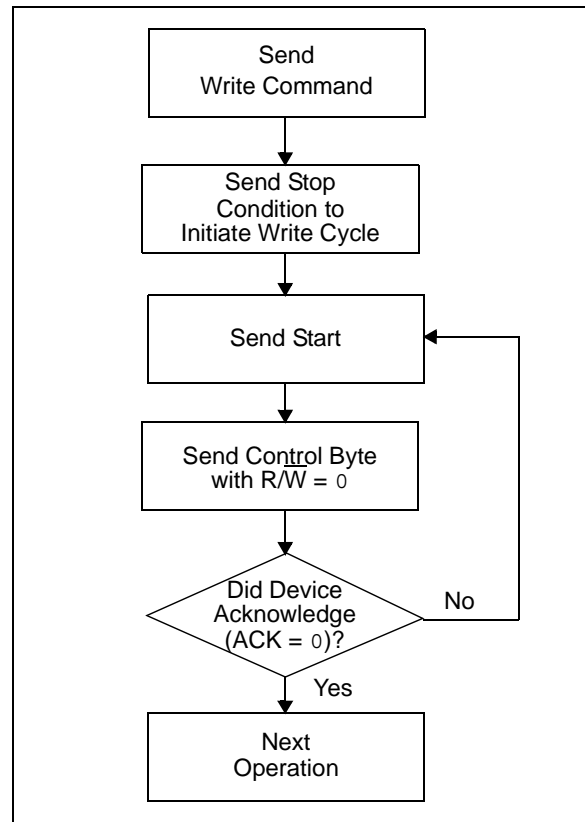 Send
Write Command
Send Stop
Condition to
Initiate Write Cycle
Send Start
Send Control Byte
with R/W̅ = 0
Did Device
Acknowledge
(ACK = 0)?
No
Yes
Next
Operation